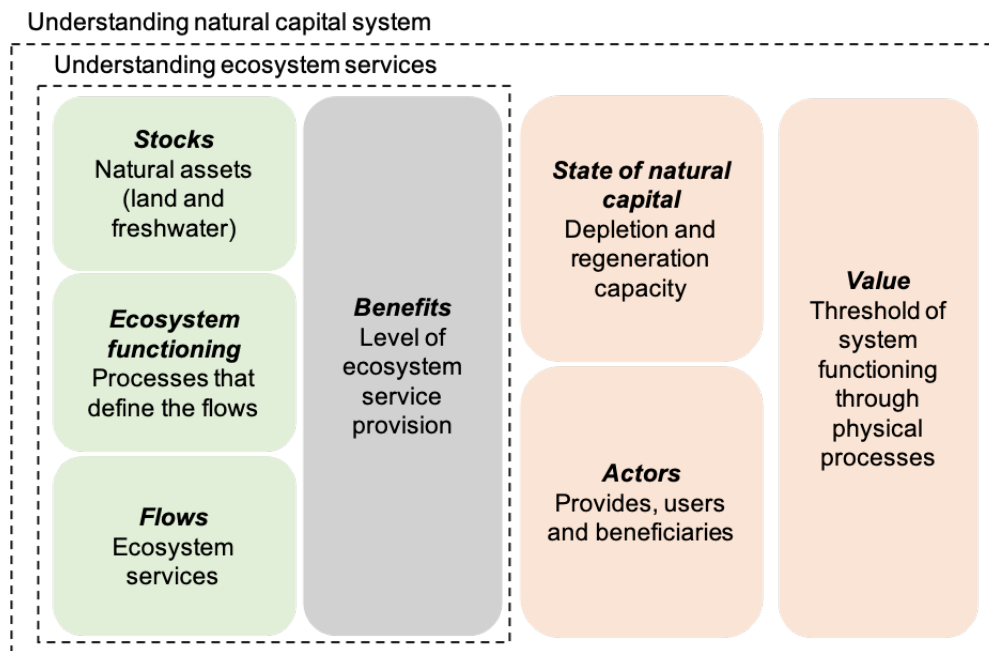 Understanding natural capital system
Understanding ecosystem services
Stocks
Natural assets
(land and
freshwater)
Ecosystem
functioning
Processes that
define the flows
Flows
Ecosystem
services
Benefits
Level of
ecosystem
service
provision
State of natural
capital
Depletion and
regeneration
capacity
Actors
Provides, users
and beneficiaries
Value
Threshold of
system
functioning
through
physical
processes